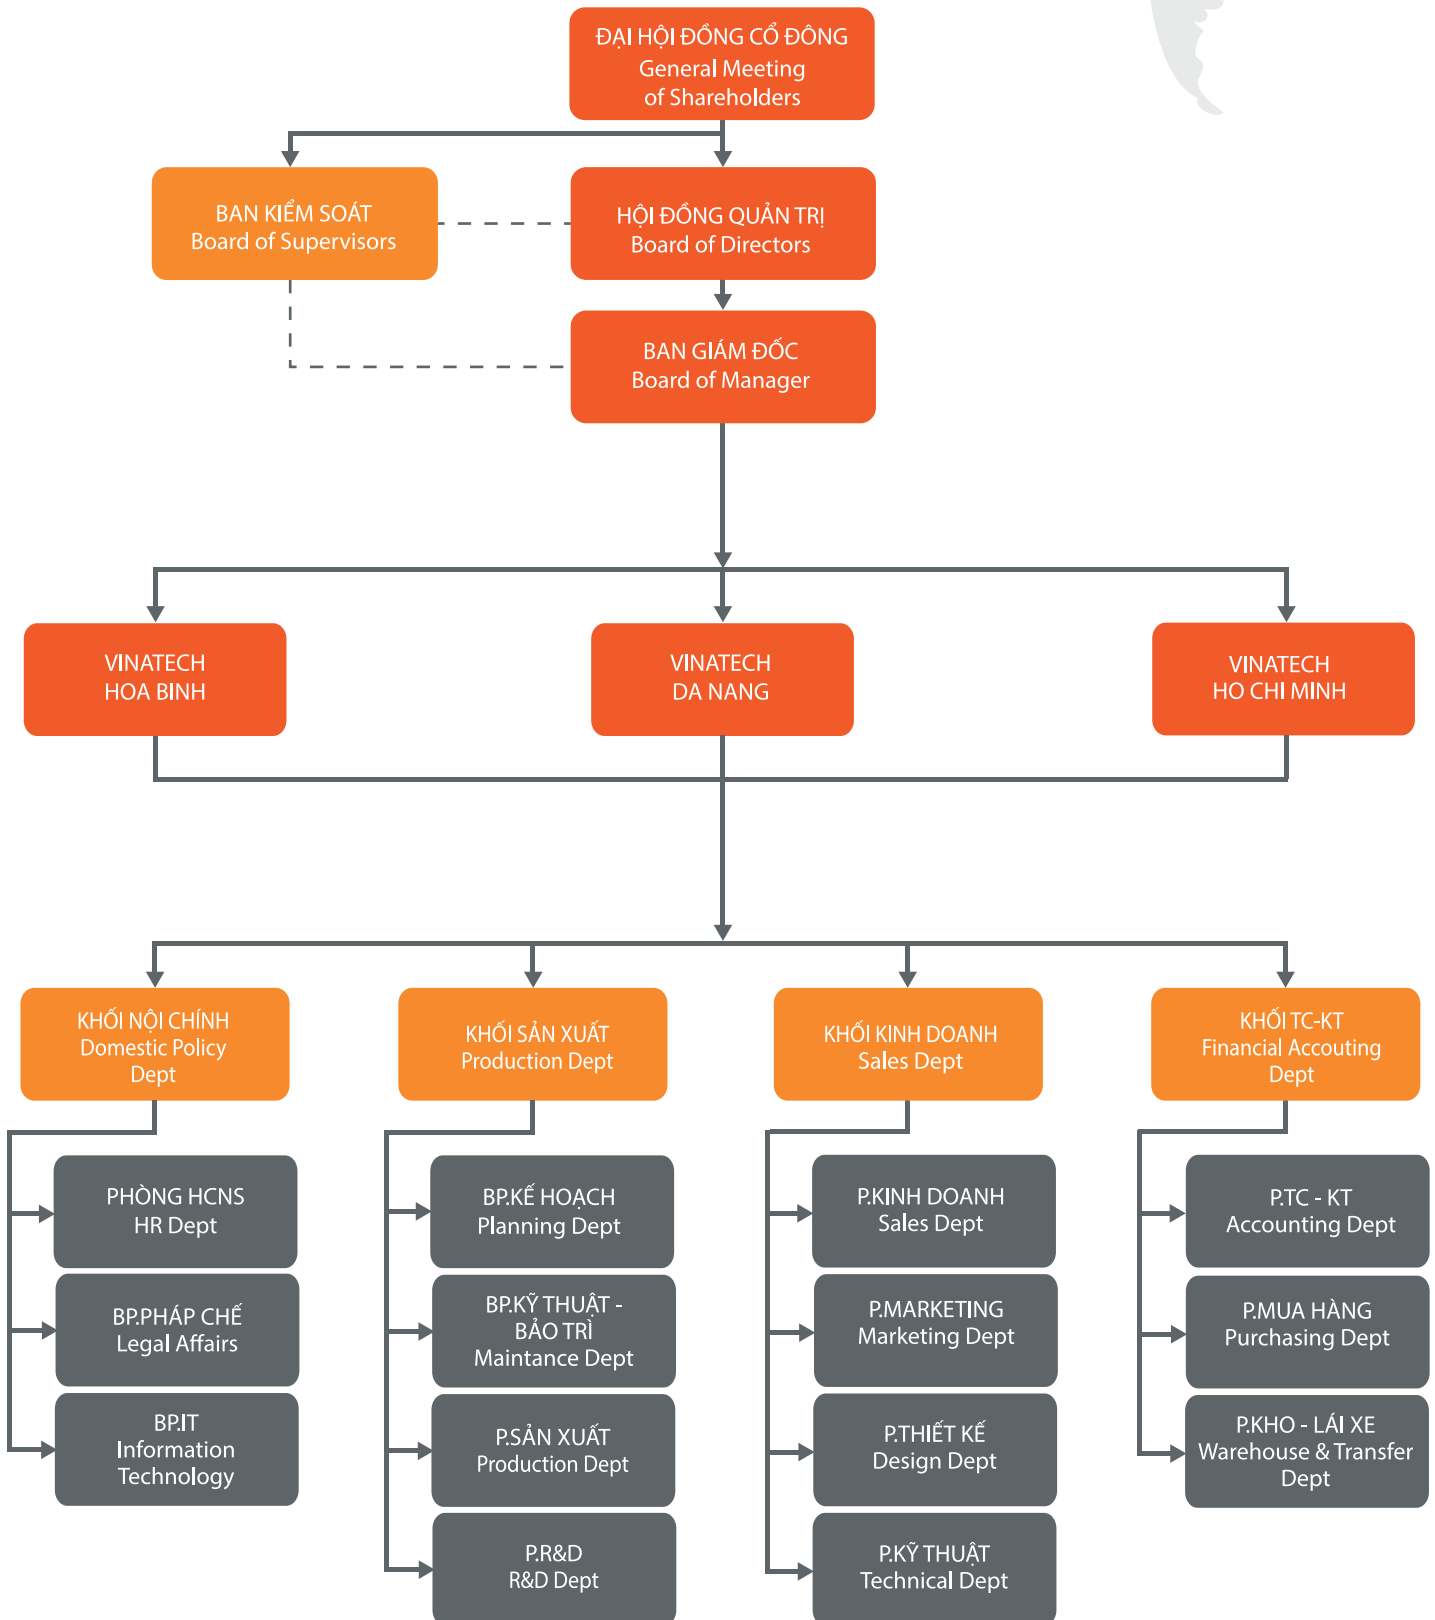 ĐẠI HỘI ĐỒNG CỔ ĐÔNG
General Meeting
of Shareholders
BAN KIỂM SOÁT
Board of Supervisors
HỘI ĐỒNG QUẢN TRỊ
Board of Directors
BAN GIÁM ĐỐC
Board of Manager
VINATECH
HOA BINH
VINATECH
DA NANG
VINATECH
HO CHI MINH
KHỐI NỘI CHÍNH
Domestic Policy
Dept
KHỐI SẢN XUẤT
Production Dept
KHỐI KINH DOANH
Sales Dept
KHỐI TC-KT
Financial Accouting
Dept
PHÒNG HCNS
HR Dept
BP.PHÁP CHẾ
Legal Affairs
BP.IT
Information
Technology
BP.KẾ HOẠCH
Planning Dept
BP.KỸ THUẬT -
BẢO TRÌ
Maintance Dept
P.SẢN XUẤT
Production Dept
P.R&D
R&D Dept
P.KINH DOANH
Sales Dept
P.MARKETING
Marketing Dept
P.THIẾT KẾ
Design Dept
P.KỸ THUẬT
Technical Dept
P.TC - KT
Accounting Dept
P.MUA HÀNG
Purchasing Dept
P.KHO - LÁI XE
Warehouse & Transfer
Dept